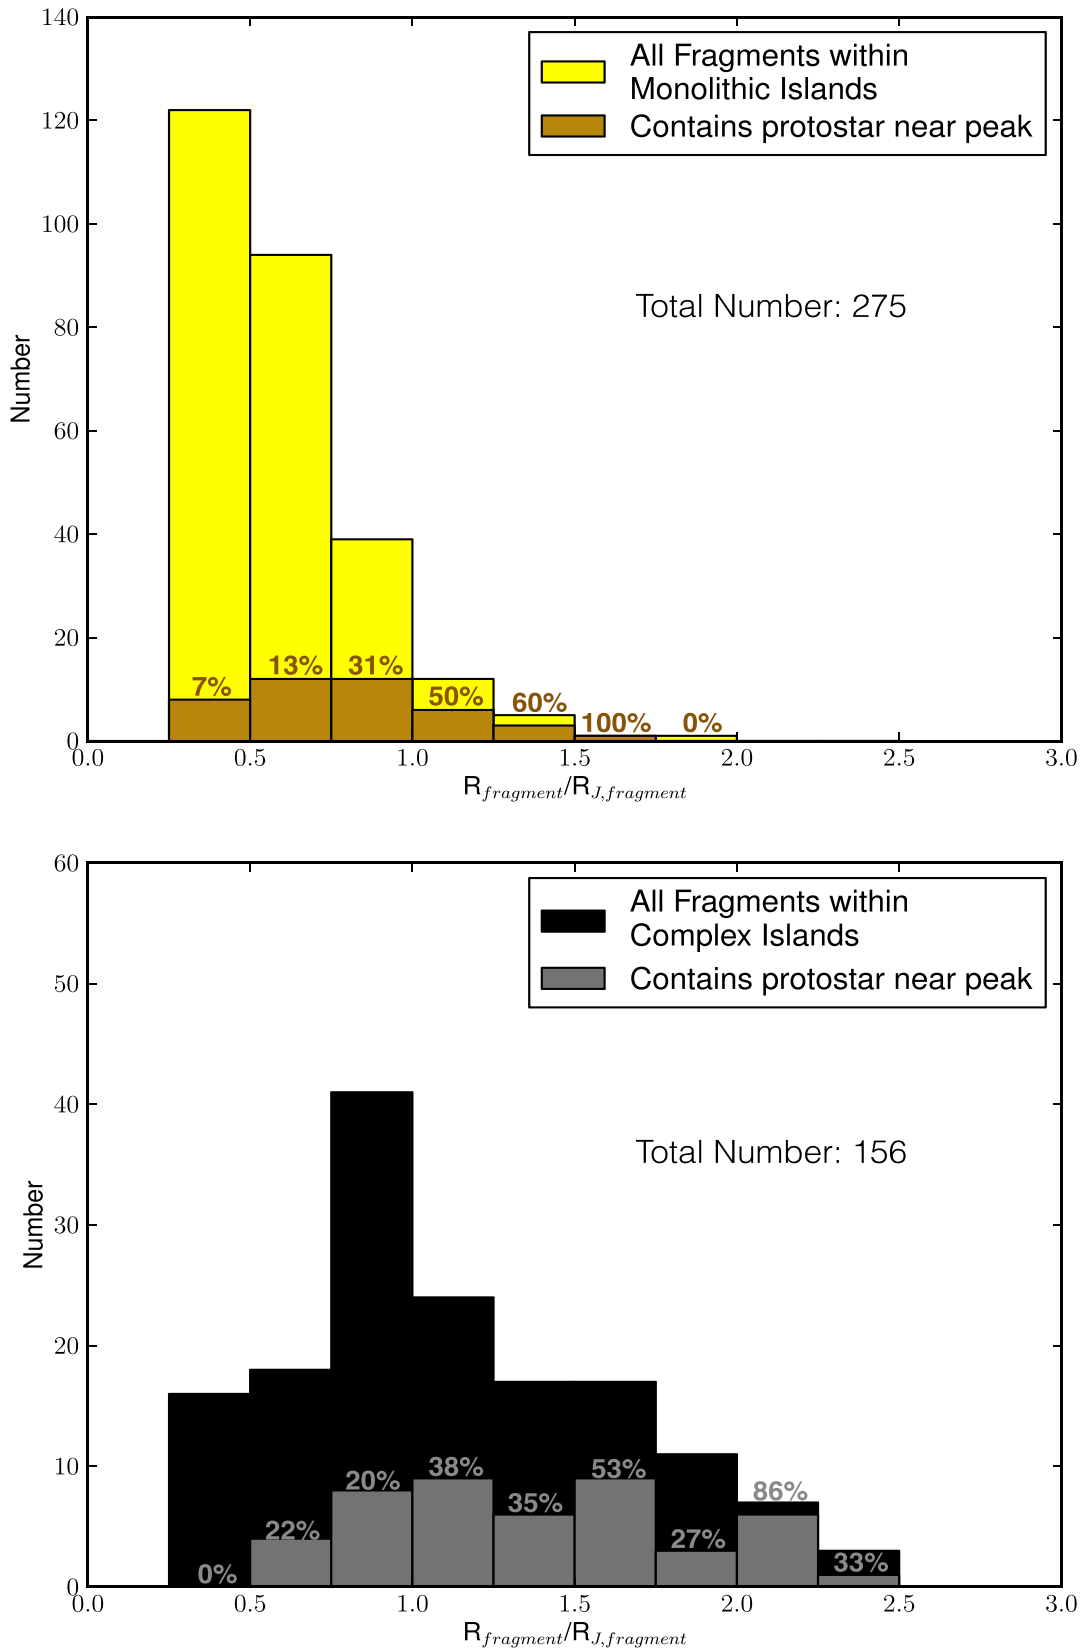 140
120
100
80
60
40
20
0
Number
All Fragments within
Monolithic Islands
Contains protostar near peak
Total Number: 275
7%
13%
31%
50%
60%
100%
0%
0.0 0.5 1.0 1.5 2.0 2.5 3.0
R_fragment/R_J,fragment
60
50
40
30
20
10
0
Number
All Fragments within
Complex Islands
Contains protostar near peak
Total Number: 156
0%
22%
20%
38%
35%
53%
27%
86%
33%
0.0 0.5 1.0 1.5 2.0 2.5 3.0
R_fragment/R_J,fragment